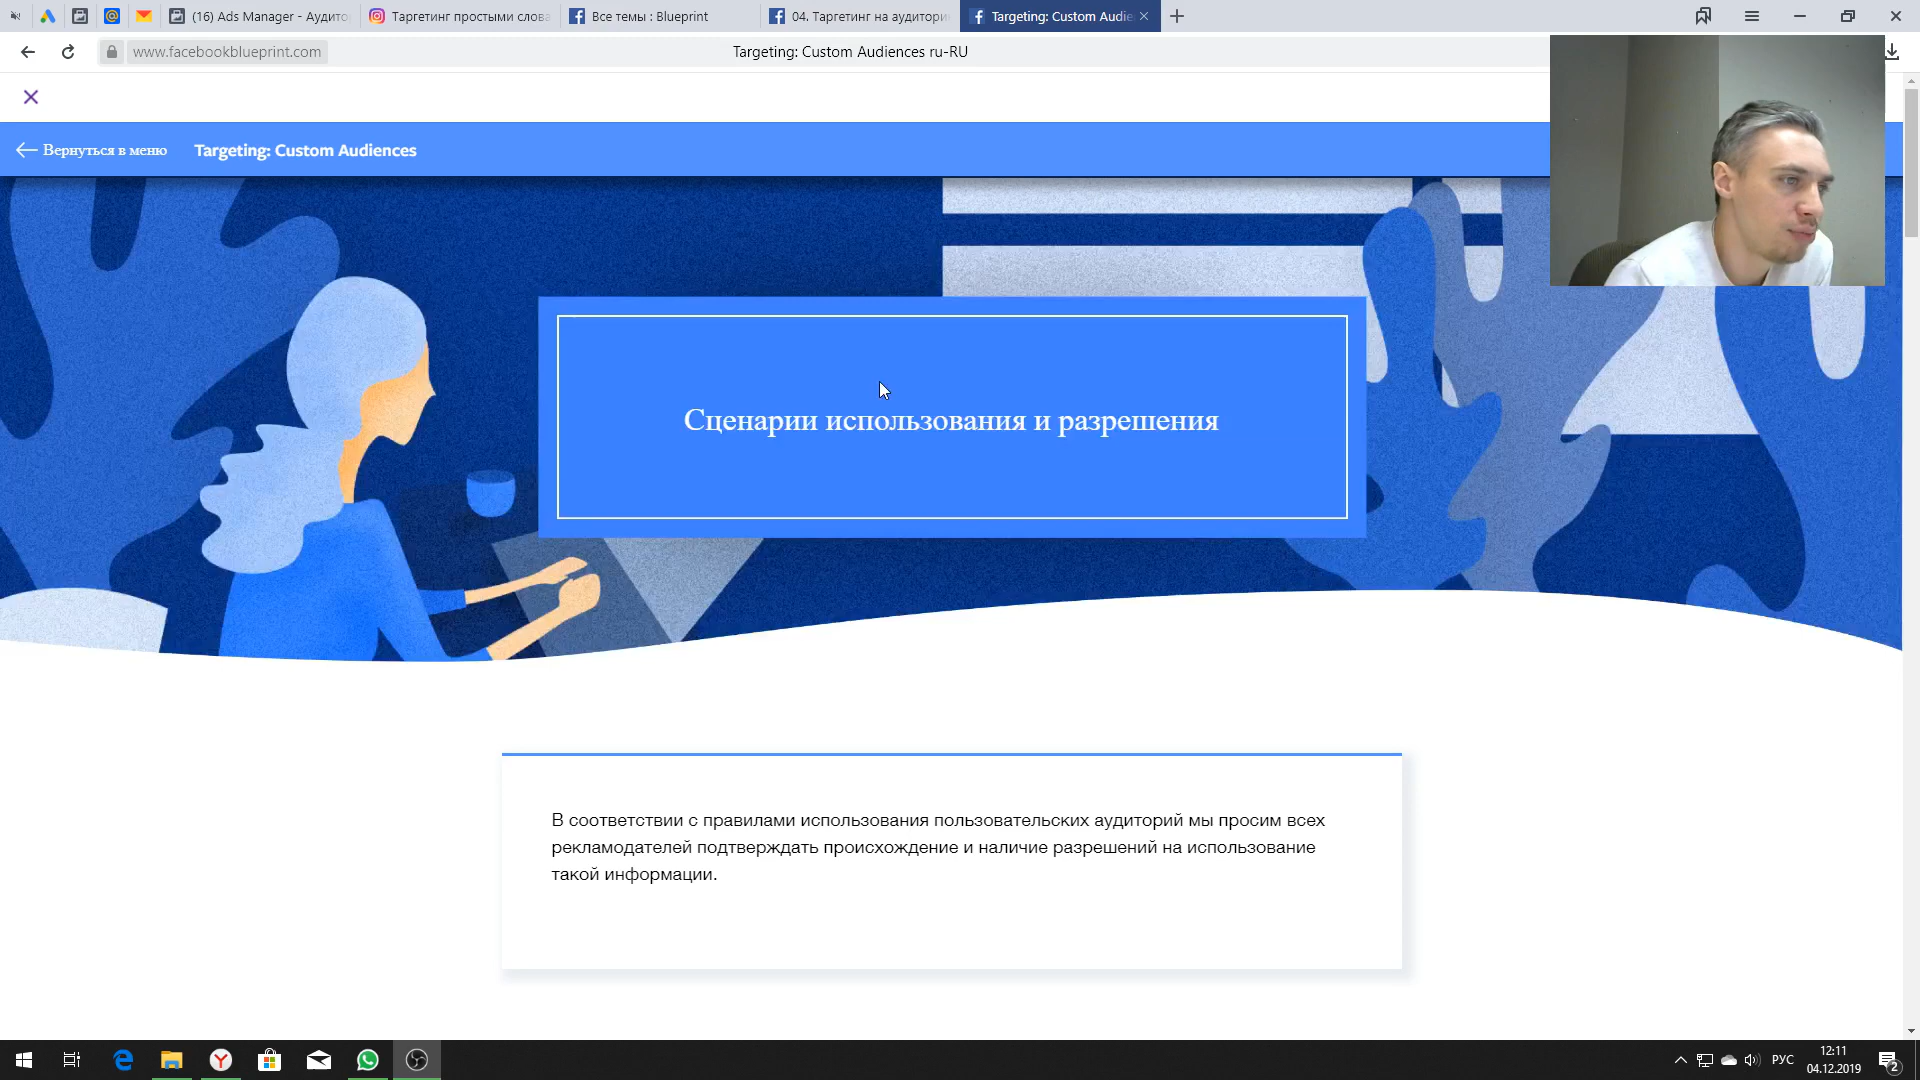 (16) Ads Manager - Аудито
Таргетинг простыми слова
Все темы : Blueprint
04. Таргетинг на аудитори
Targeting: Custom Audie
www.facebookblueprint.com
Targeting: Custom Audiences ru-RU
Вернуться в меню
Targeting: Custom Audiences
Сценарии использования и разрешения
В соответствии с правилами использования пользовательских аудиторий мы просим всех
рекламодателей подтверждать происхождение и наличие разрешений на использование
такой информации.
РУС
12:11
04.12.2019
2